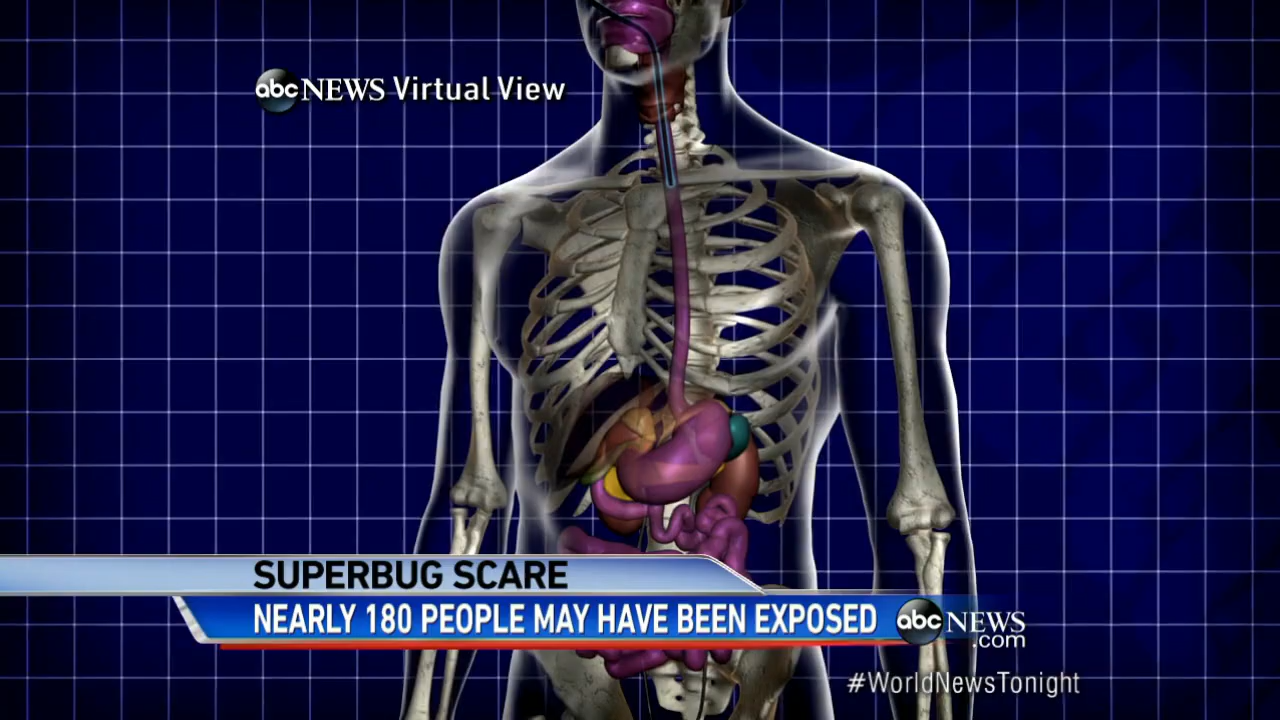 abc NEWS Virtual View
SUPERBUG SCARE
NEARLY 180 PEOPLE MAY HAVE BEEN EXPOSED
abc NEWS
.com
#WorldNewsTonight